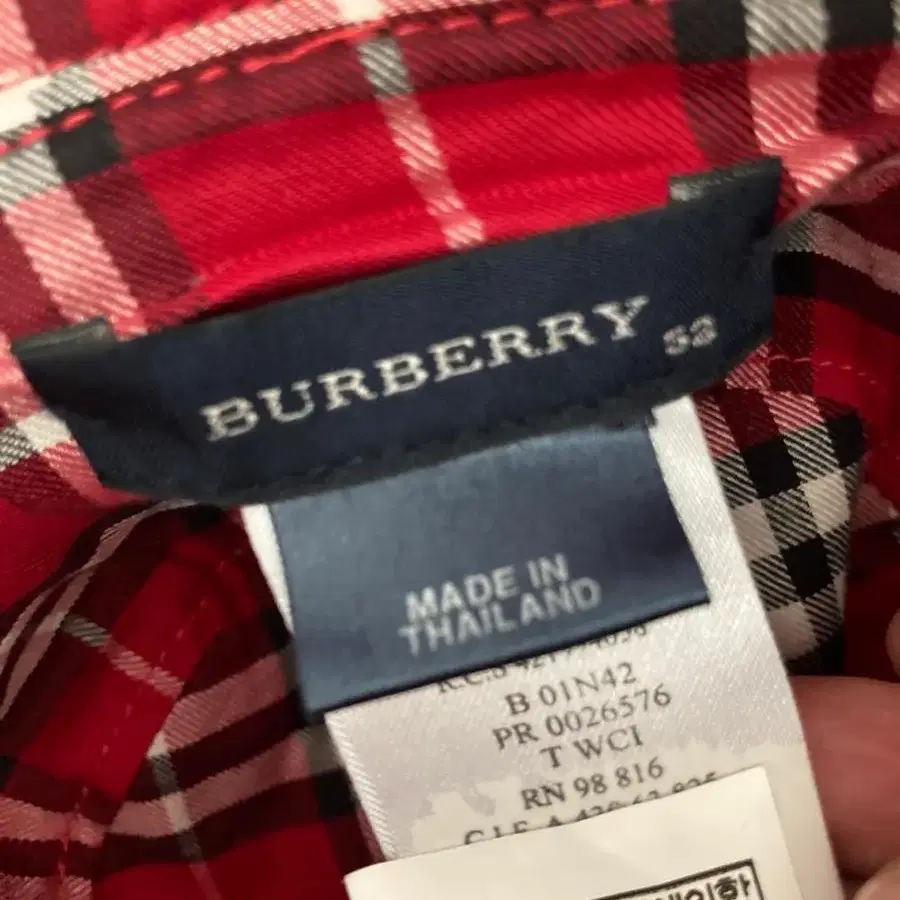 BURBERRY 52
MADE IN
THAILAND
B 01N42
PR 0026576
T WCI
RN 98 816